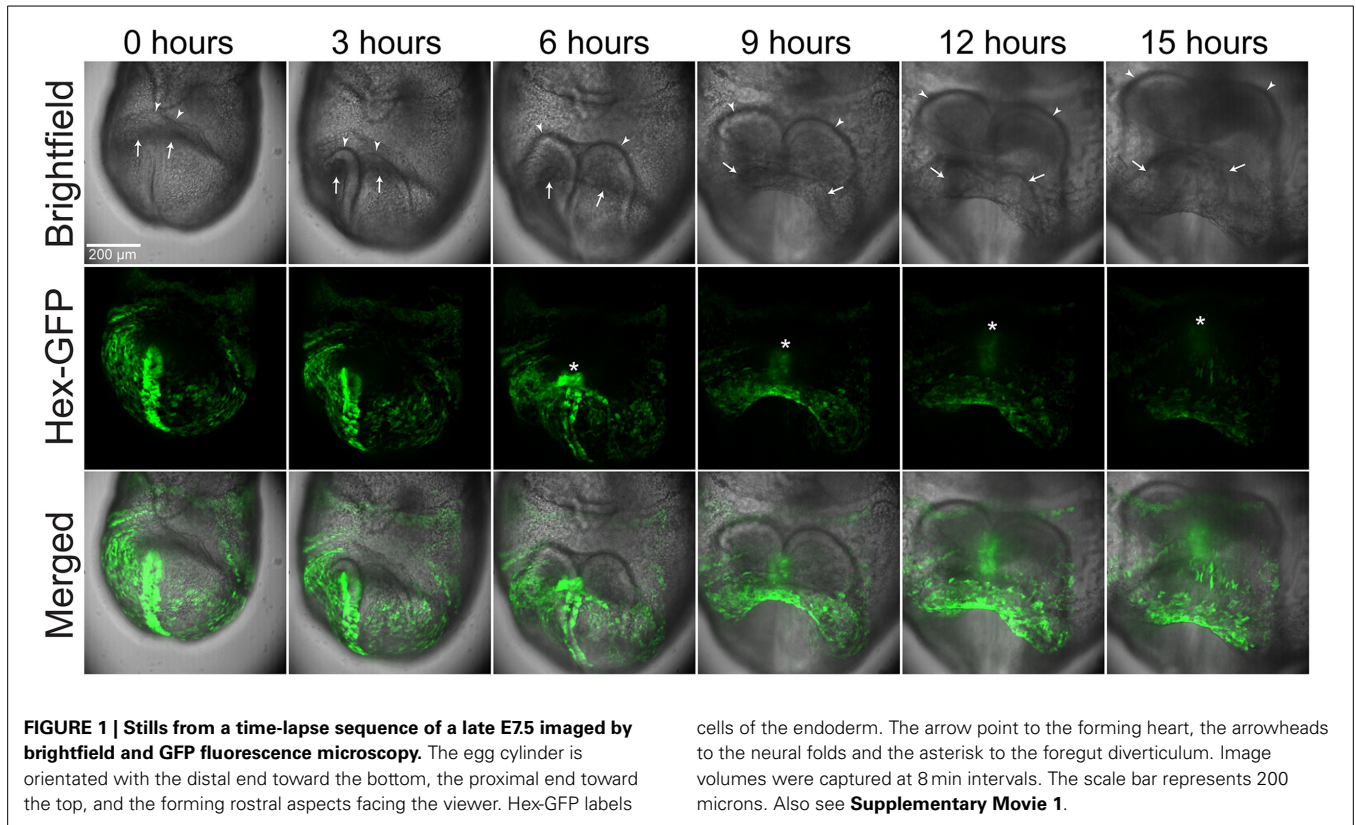 0 hours 3 hours 6 hours 9 hours 12 hours 15 hours
Brightfield
200 µm
Hex-GFP
* * * *
Merged
FIGURE 1 | Stills from a time-lapse sequence of a late E7.5 imaged by
brightfield and GFP fluorescence microscopy. The egg cylinder is
orientated with the distal end toward the bottom, the proximal end toward
the top, and the forming rostral aspects facing the viewer. Hex-GFP labels
cells of the endoderm. The arrow point to the forming heart, the arrowheads
to the neural folds and the asterisk to the foregut diverticulum. Image
volumes were captured at 8 min intervals. The scale bar represents 200
microns. Also see Supplementary Movie 1.